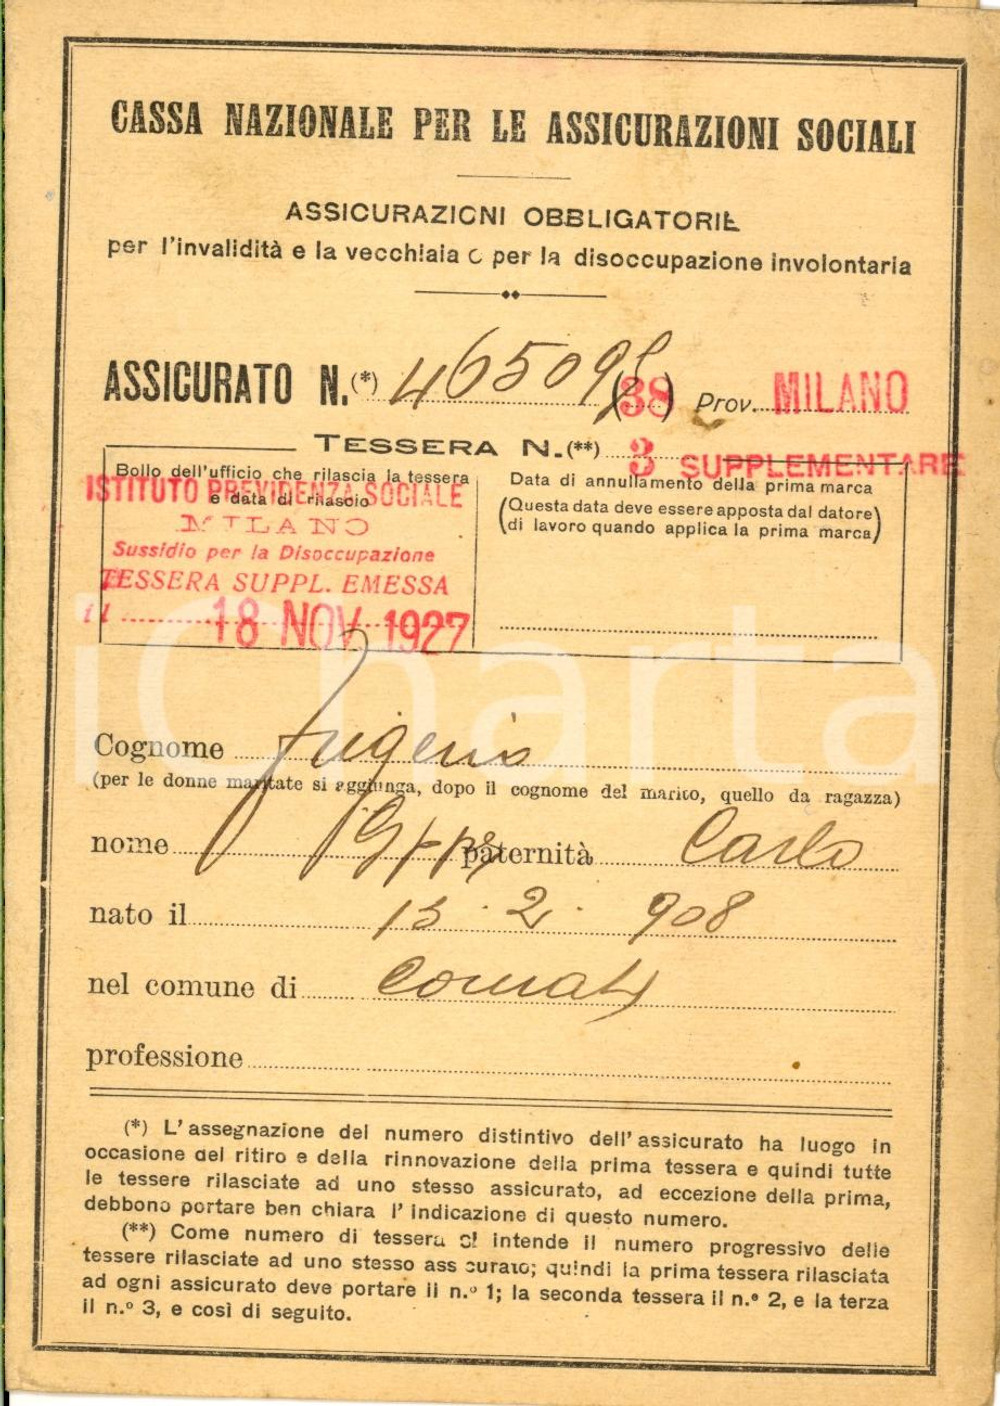 CASSA NAZIONALE PER LE ASSICURAZIONI SOCIALI
ASSICURAZIONI OBBLIGATORIE
per l'invalidità e la vecchiaia e per la disoccupazione involontaria
ASSICURATO N.(*) 465095 (38) Prov. MILANO
TESSERA N.(**) 3 SUPPLEMENTARE
Bollo dell'ufficio che rilascia la tessera
e data di rilascio
ISTITUTO PREVIDENZA SOCIALE
MILANO
Sussidio per la Disoccupazione
TESSERA SUPPL. EMESSA
il 18 NOV. 1927
Data di annullamento della prima marca
(Questa data deve essere apposta dal datore
di lavoro quando applica la prima marca)
iCharta
Cognome Frigerio
(per le donne maritate si aggiunga, dopo il cognome del marito, quello da ragazza)
nome paternità Carlo
nato il 13.2.908
nel comune di
professione
(*) L'assegnazione del numero distintivo dell'assicurato ha luogo in
occasione del ritiro e della rinnovazione della prima tessera e quindi tutte
le tessere rilasciate ad uno stesso assicurato, ad eccezione della prima,
debbono portare ben chiara l'indicazione di questo numero.
(**) Come numero di tessera si intende il numero progressivo delle
tessere rilasciate ad uno stesso assicurato; quindi la prima tessera rilasciata
ad ogni assicurato deve portare il n.º 1; la seconda tessera il n.º 2, e la terza
il n.º 3, e così di seguito.